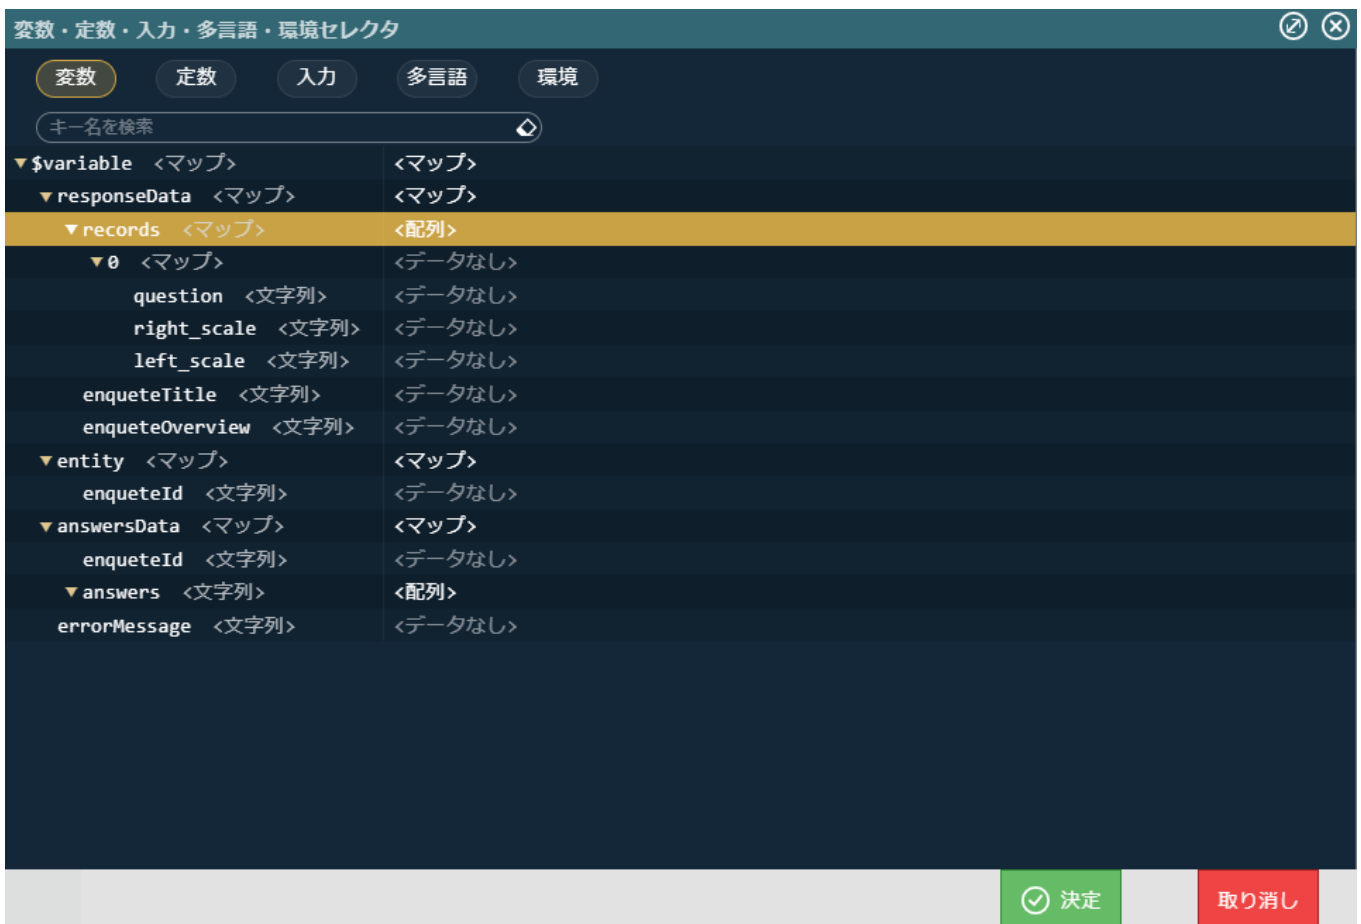 変数・定数・入力・多言語・環境セレクタ
変数 定数 入力 多言語 環境
キー名を検索
▼$variable <マップ> <マップ>
▼responseData <マップ> <マップ>
▼records <マップ> <配列>
▼0 <マップ> <データなし>
question <文字列> <データなし>
right_scale <文字列> <データなし>
left_scale <文字列> <データなし>
enqueteTitle <文字列> <データなし>
enqueteOverview <文字列> <データなし>
▼entity <マップ> <マップ>
enqueteId <文字列> <データなし>
▼answersData <マップ> <マップ>
enqueteId <文字列> <データなし>
▼answers <文字列> <配列>
errorMessage <文字列> <データなし>
決定 取り消し